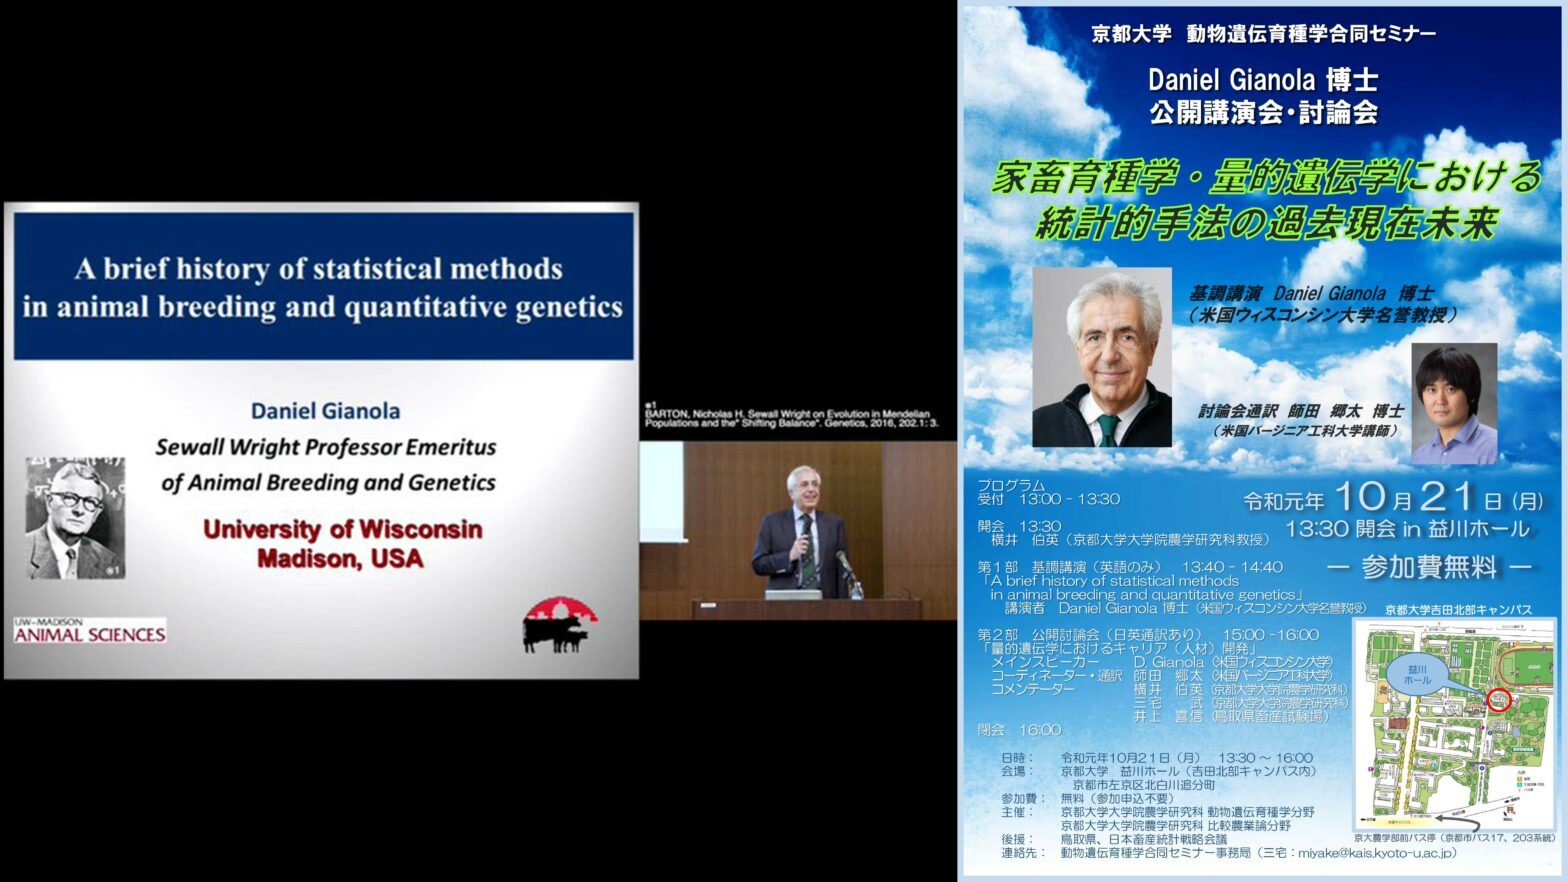 A brief history of statistical methods
in animal breeding and quantitative genetics
Daniel Gianola
Sewall Wright Professor Emeritus
of Animal Breeding and Genetics
University of Wisconsin
Madison, USA
※1
UW-MADISON
ANIMAL SCIENCES
※1
BARTON, Nicholas H. Sewall Wright on Evolution in Mendelian
Populations and the" Shifting Balance". Genetics, 2016, 202.1: 3.
京都大学 動物遺伝育種学合同セミナー
Daniel Gianola 博士
公開講演会・討論会
家畜育種学・量的遺伝学における
統計的手法の過去現在未来
基調講演 Daniel Gianola 博士
（米国ウィスコンシン大学名誉教授）
討論会通訳 師田 郷太 博士
（米国バージニア工科大学講師）
令和元年 10月21日（月）
13:30 開会 in 益川ホール
― 参加費無料 ―
プログラム
受付 13:00 - 13:30
開会 13:30
横井 伯英（京都大学大学院農学研究科教授）
第１部 基調講演（英語のみ） 13:40 - 14:40
「A brief history of statistical methods
in animal breeding and quantitative genetics」
講演者 Daniel Gianola 博士（米国ウィスコンシン大学名誉教授）
第２部 公開討論会（日英通訳あり） 15:00 -16:00
「量的遺伝学におけるキャリア（人材）開発」
メインスピーカー D. Gianola（米国ウィスコンシン大学）
コーディネーター・通訳 師田 郷太（米国バージニア工科大学）
コメンテーター 横井 伯英（京都大学大学院農学研究科）
三宅 武（京都大学大学院農学研究科）
井上 喜信（鳥取県畜産試験場）
閉会 16:00
京都大学吉田北部キャンパス
益川
ホール
京大農学部前バス停（京都市バス17、203系統）
日時： 令和元年10月21日（月） 13:30 ～ 16:00
会場： 京都大学 益川ホール（吉田北部キャンパス内）
京都市左京区北白川追分町
参加費： 無料（参加申込不要）
主催： 京都大学大学院農学研究科 動物遺伝育種学分野
京都大学大学院農学研究科 比較農業論分野
後援： 鳥取県、日本畜産統計戦略会議
連絡先： 動物遺伝育種学合同セミナー事務局（三宅：miyake@kais.kyoto-u.ac.jp）